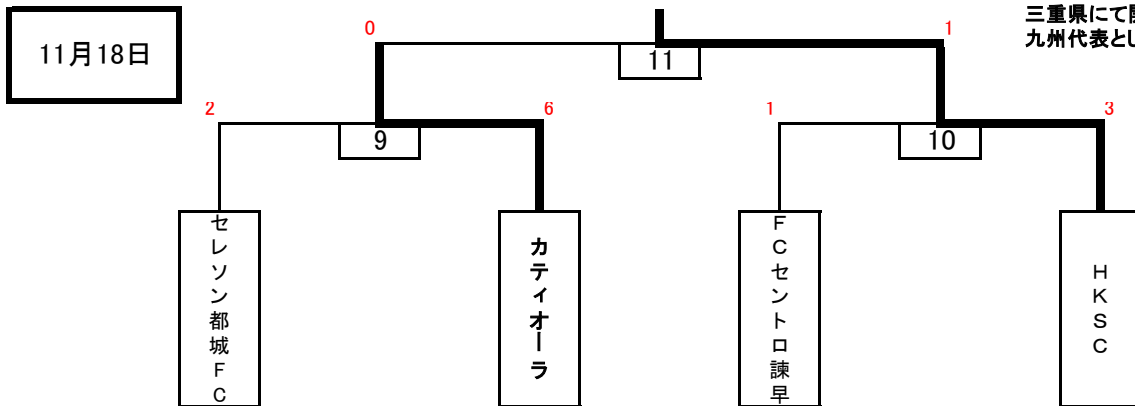 三重県にて
九州代表とし
11月18日
0
1
11
2
6
1
3
9
10
セレソン都城FC
カティオーラ
FCセントロ諫早
HKSC